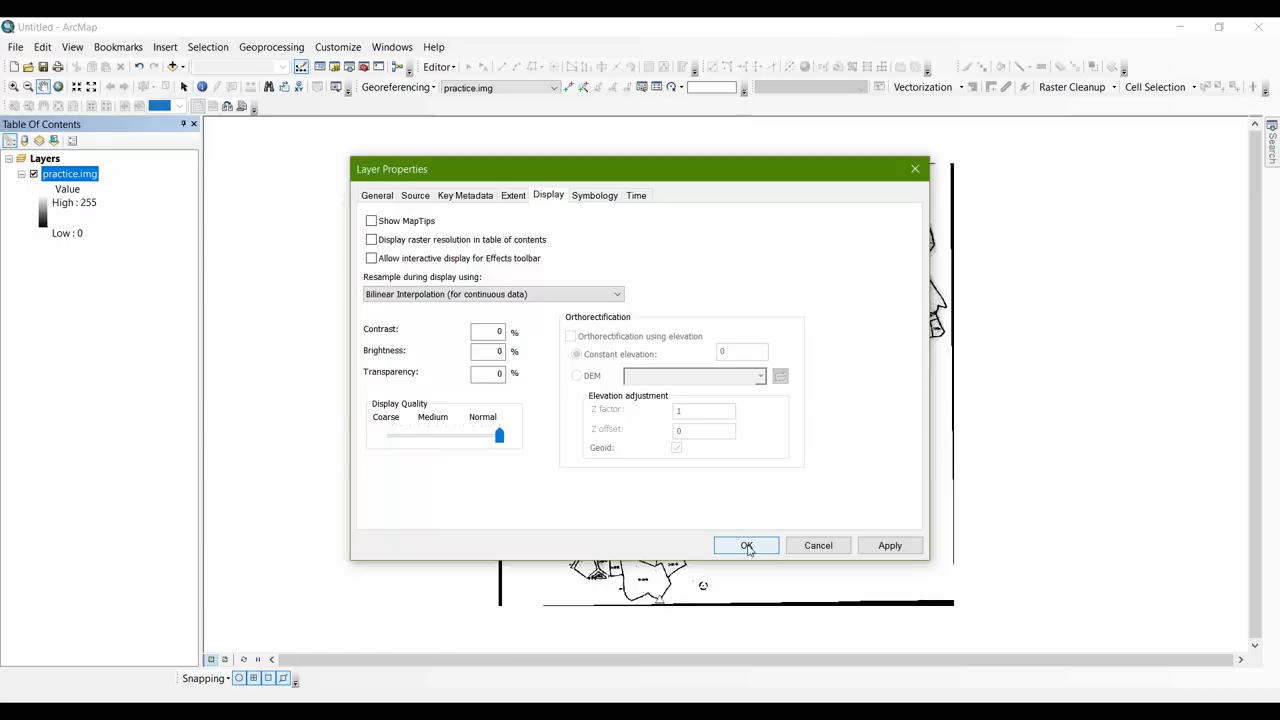 Untitled - ArcMap
File Edit View Bookmarks Insert Selection Geoprocessing Customize Windows Help
Editor
Georeferencing practice.img Vectorization Raster Cleanup Cell Selection
Table Of Contents
Layers
practice.img
Value
High : 255
Low : 0
Search
Layer Properties
General Source Key Metadata Extent Display Symbology Time
Show MapTips
Display raster resolution in table of contents
Allow interactive display for Effects toolbar
Resample during display using:
Bilinear Interpolation (for continuous data)
Contrast: 0 %
Brightness: 0 %
Transparency: 0 %
Display Quality
Coarse Medium Normal
Orthorectification
Orthorectification using elevation
Constant elevation: 0
DEM
Elevation adjustment
Z factor: 1
Z offset: 0
Geoid:
OK Cancel Apply
Snapping